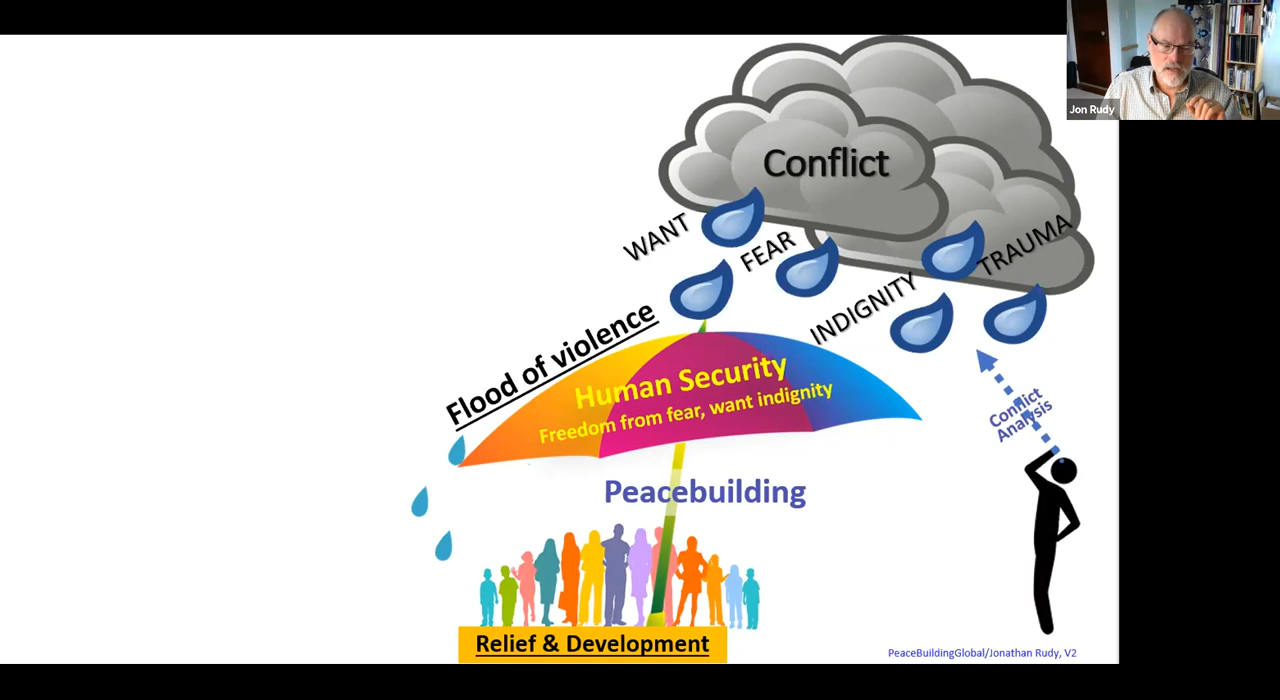 Jon Rudy
Conflict
WANT
FEAR
TRAUMA
INDIGNITY
Flood of violence
Human Security
Freedom from fear, want indignity
Conflict
Analysis
Peacebuilding
Relief & Development
PeaceBuildingGlobal/Jonathan Rudy, V2